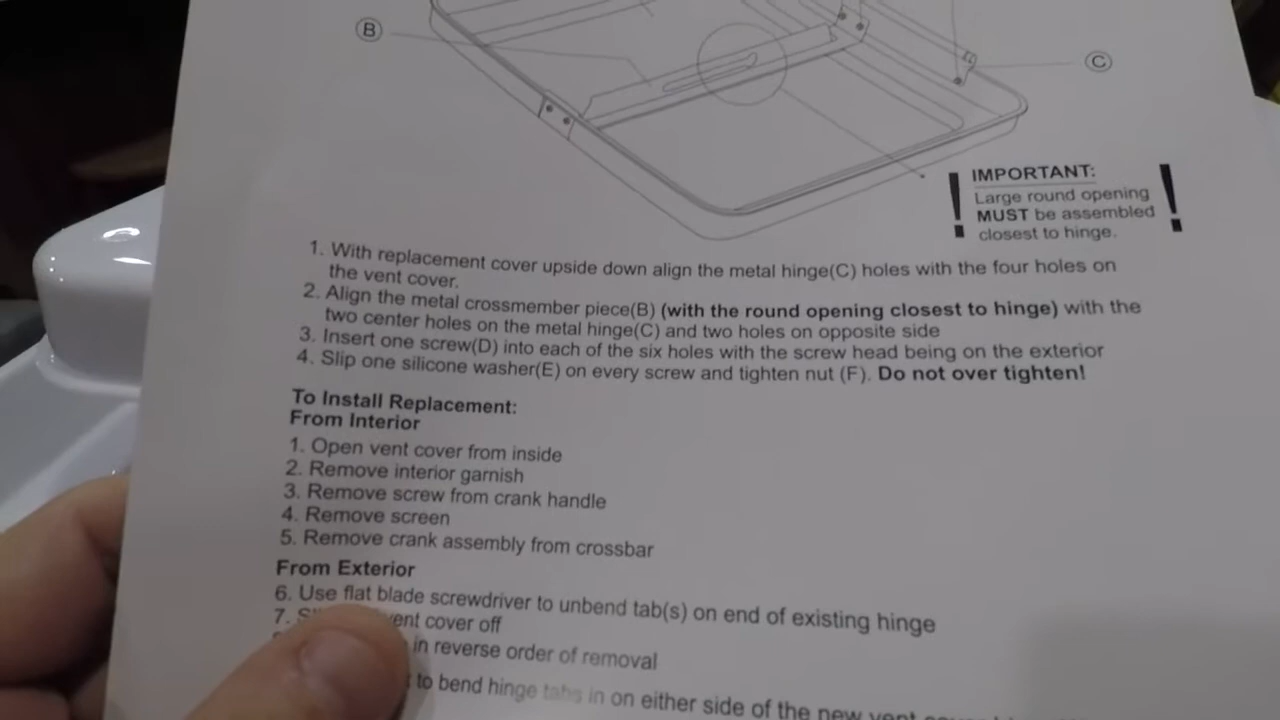 B
C
IMPORTANT:
Large round opening
MUST be assembled
closest to hinge.
1. With replacement cover upside down align the metal hinge(C) holes with the four holes on
the vent cover.
2. Align the metal crossmember piece(B) (with the round opening closest to hinge) with the
two center holes on the metal hinge(C) and two holes on opposite side
3. Insert one screw(D) into each of the six holes with the screw head being on the exterior
4. Slip one silicone washer(E) on every screw and tighten nut (F). Do not over tighten!
To Install Replacement:
From Interior
1. Open vent cover from inside
2. Remove interior garnish
3. Remove screw from crank handle
4. Remove screen
5. Remove crank assembly from crossbar
From Exterior
6. Use flat blade screwdriver to unbend tab(s) on end of existing hinge
7. vent cover off
in reverse order of removal
to bend hinge tabs in on either side of the new vent